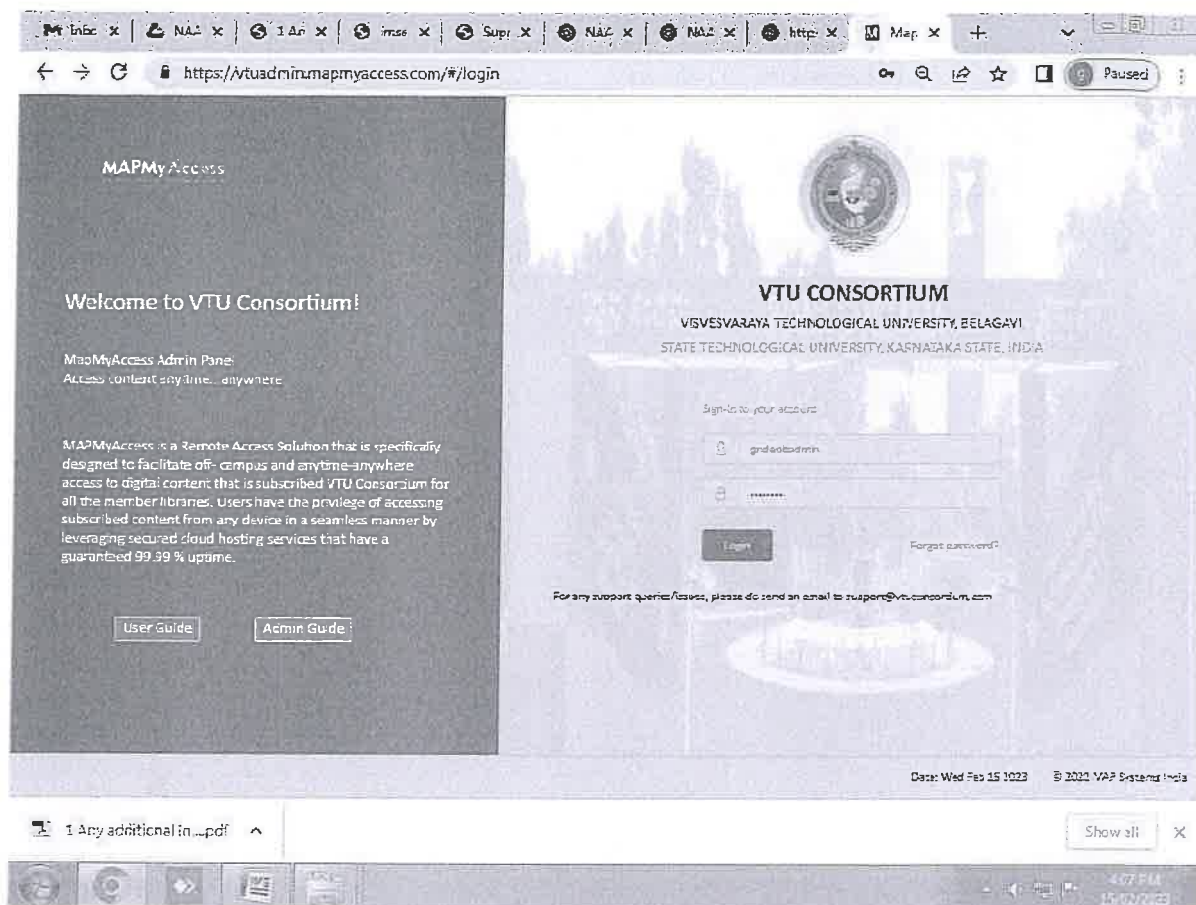 Inbc NAA 1 An imse Supr NAA NAA http: Map
https://vtuadmin.mapmyaccess.com/#/login
Paused
MAPMyAccess
Welcome to VTU Consortium!
MapMyAccess Admin Panel
Access content anytime... anywhere
MAPMyAccess is a Remote Access Solution that is specifically
designed to facilitate off- campus and anytime-anywhere
access to digital content that is subscribed VTU Consortium for
all the member libraries. Users have the privilege of accessing
subscribed content from any device in a seamless manner by
leveraging secured cloud hosting services that have a
guaranteed 99.99 % uptime.
User Guide
Admin Guide
VTU CONSORTIUM
VISVESVARAYA TECHNOLOGICAL UNIVERSITY, BELAGAVI
STATE TECHNOLOGICAL UNIVERSITY, KARNATAKA STATE, INDIA
Sign-in to your account
Login
Forgot password?
For any support queries/issues, please do send an email to support@vtuconsortium.com
Date: Wed Feb 15 2023
© 2022 MAP Systems India
1 Any additional in....pdf
Show all
4:07 PM